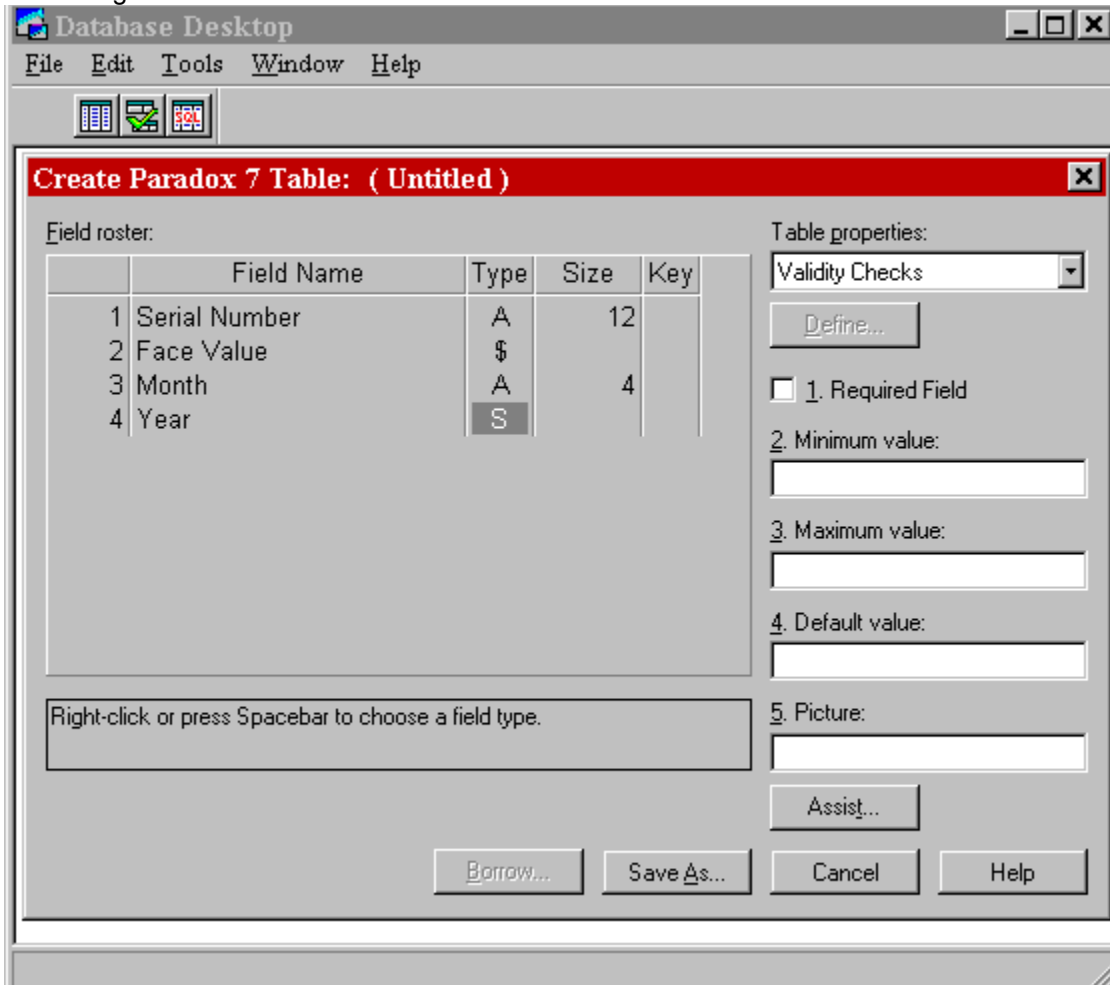 Database Desktop
File Edit Tools Window Help
SQL
Create Paradox 7 Table: ( Untitled )
Field roster:
Field Name Type Size Key
1 Serial Number A 12
2 Face Value $
3 Month A 4
4 Year S
Right-click or press Spacebar to choose a field type.
Table properties:
Validity Checks
Define...
1. Required Field
2. Minimum value:
3. Maximum value:
4. Default value:
5. Picture:
Assist...
Borrow... Save As... Cancel Help